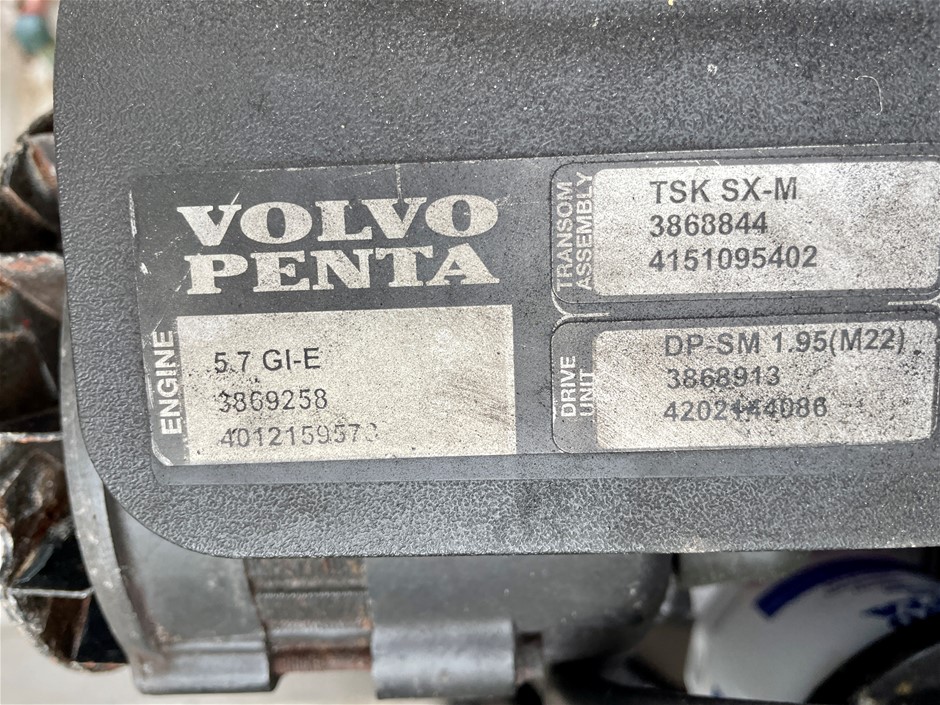 VOLVO
PENTA
ENGINE
5.7 GI-E
3869258
TRANSOM
ASSEMBLY
TSK SX-M
3868844
4151095402
DRIVE
UNIT
DP-SM 1.95(M22)
3868913
4202144086